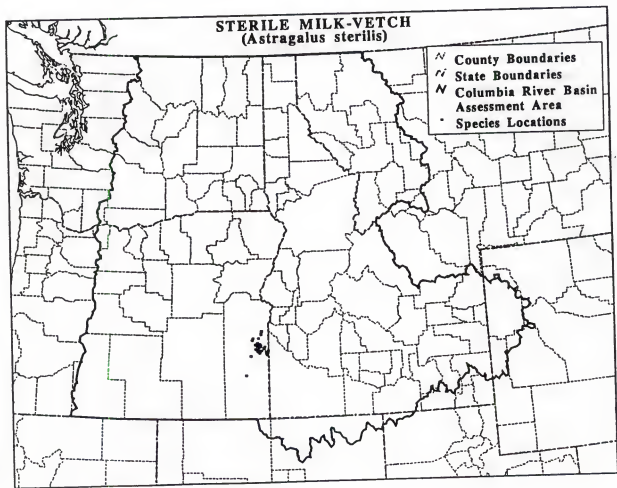 STERILE MILK-VETCH
(Astragalus sterilis)
County Boundaries
State Boundaries
Columbia River Basin
Assessment Area
Species Locations